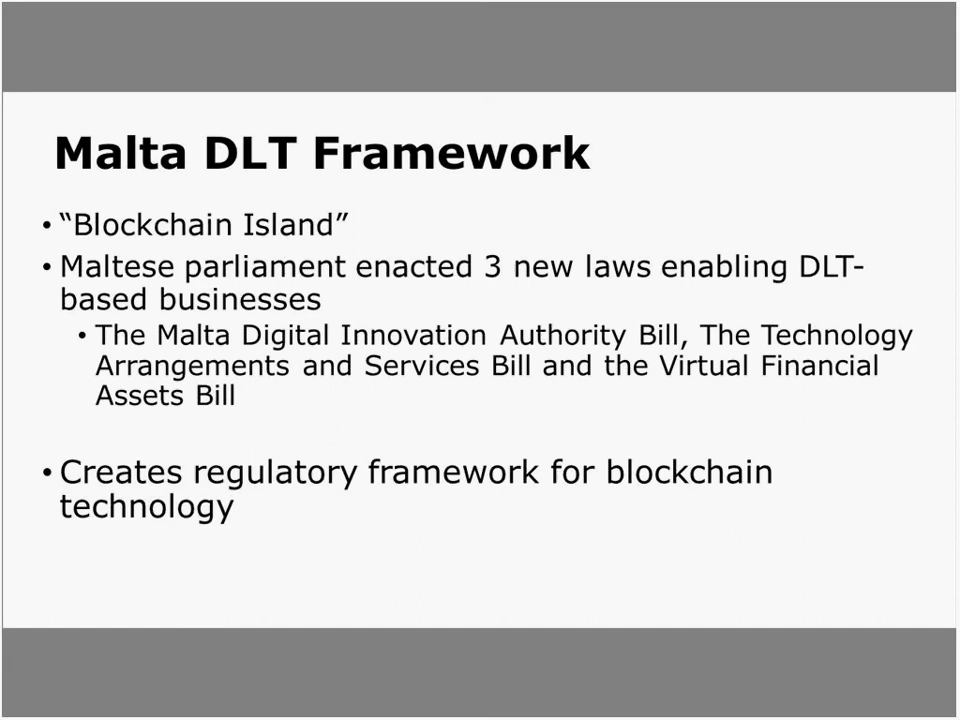 Malta DLT Framework
• “Blockchain Island”
• Maltese parliament enacted 3 new laws enabling DLT-
based businesses
• The Malta Digital Innovation Authority Bill, The Technology
Arrangements and Services Bill and the Virtual Financial
Assets Bill
• Creates regulatory framework for blockchain
technology